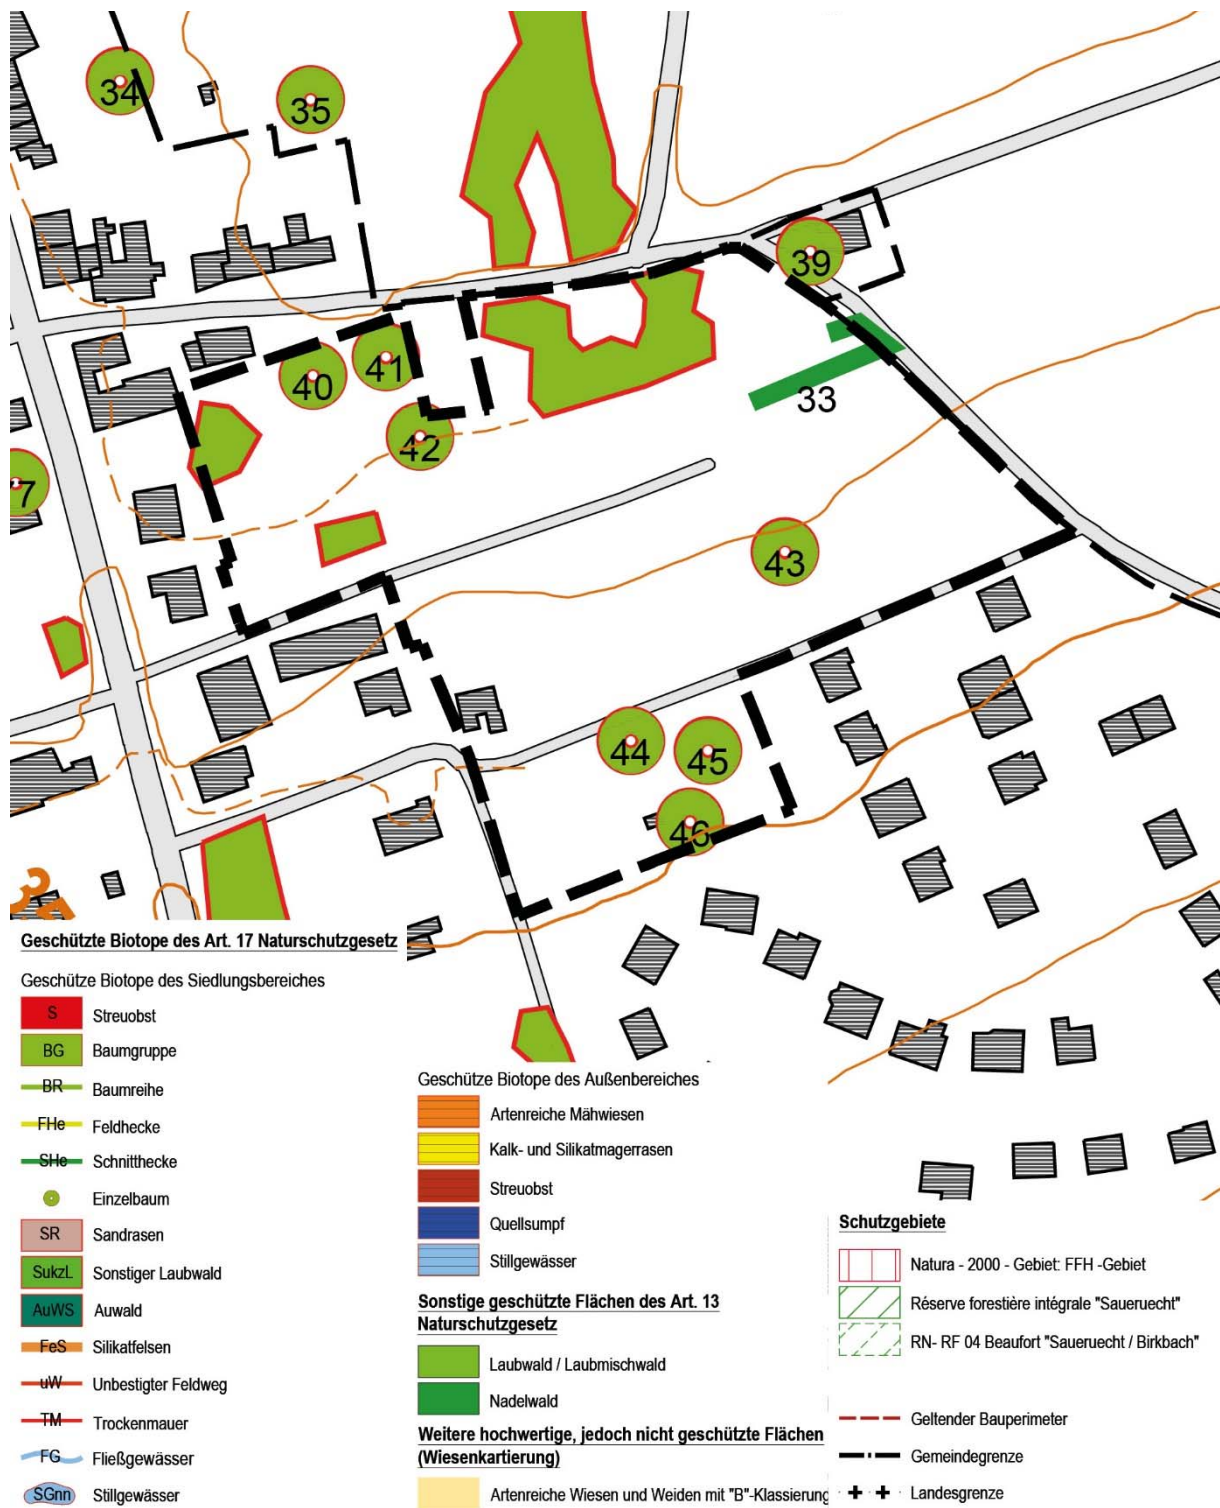 34
35
39
40
41
42
33
7
43
44
45
46
35
Geschützte Biotope des Art. 17 Naturschutzgesetz
Geschütze Biotope des Siedlungsbereiches
S Streuobst
BG Baumgruppe
BR Baumreihe
FHe Feldhecke
SHe Schnitthecke
Einzelbaum
SR Sandrasen
SukzL Sonstiger Laubwald
AuWS Auwald
FeS Silikatfelsen
uW Unbestigter Feldweg
TM Trockenmauer
FG Fließgewässer
SGnn Stillgewässer
Geschütze Biotope des Außenbereiches
Artenreiche Mähwiesen
Kalk- und Silikatmagerrasen
Streuobst
Quellsumpf
Stillgewässer
Sonstige geschützte Flächen des Art. 13
Naturschutzgesetz
Laubwald / Laubmischwald
Nadelwald
Weitere hochwertige, jedoch nicht geschützte Flächen
(Wiesenkartierung)
Artenreiche Wiesen und Weiden mit "B"-Klassierung
Schutzgebiete
Natura - 2000 - Gebiet: FFH -Gebiet
Réserve forestière intégrale "Saueruecht"
RN- RF 04 Beaufort "Saueruecht / Birkbach"
Geltender Bauperimeter
Gemeindegrenze
Landesgrenze